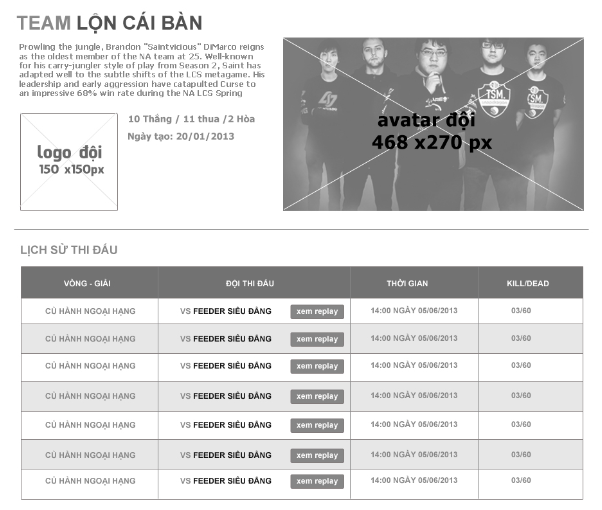 TEAM LỘN CÁI BÀN
Prowling the jungle, Brandon "Saintvicious" DiMarco reigns
as the oldest member of the NA team at 25. Well-known
for his carry-jungler style of play from Season 2, Saint has
adapted well to the subtle shifts of the LCS metagame. His
leadership and early aggression have catapulted Curse to
an impressive 68% win rate during the NA LCS Spring
logo đội
150 x150px
10 Thắng / 11 thua /2 Hòa
Ngày tạo: 20/01/2013
avatar đội
468 x270 px
TSM
TSM
LỊCH SỬ THI ĐẤU
VÒNG - GIẢI ĐỘI THI ĐẤU THỜI GIAN KILL/DEAD
CÚ HÀNH NGOẠI HẠNG VS FEEDER SIÊU ĐẲNG xem replay 14:00 NGÀY 05/06/2013 03/60
CÚ HÀNH NGOẠI HẠNG VS FEEDER SIÊU ĐẲNG xem replay 14:00 NGÀY 05/06/2013 03/60
CÚ HÀNH NGOẠI HẠNG VS FEEDER SIÊU ĐẲNG xem replay 14:00 NGÀY 05/06/2013 03/60
CÚ HÀNH NGOẠI HẠNG VS FEEDER SIÊU ĐẲNG xem replay 14:00 NGÀY 05/06/2013 03/60
CÚ HÀNH NGOẠI HẠNG VS FEEDER SIÊU ĐẲNG xem replay 14:00 NGÀY 05/06/2013 03/60
CÚ HÀNH NGOẠI HẠNG VS FEEDER SIÊU ĐẲNG xem replay 14:00 NGÀY 05/06/2013 03/60
CÚ HÀNH NGOẠI HẠNG VS FEEDER SIÊU ĐẲNG xem replay 14:00 NGÀY 05/06/2013 03/60